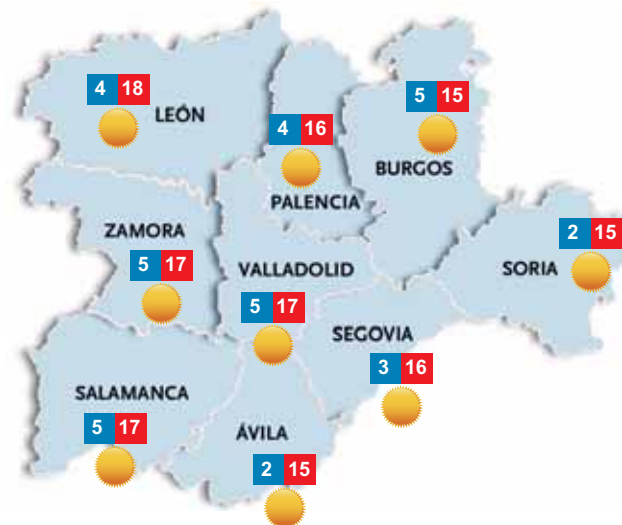 4 18
LEÓN
5 15
BURGOS
4 16
PALENCIA
ZAMORA
5 17
VALLADOLID
5 17
2 15
SORIA
SEGOVIA
3 16
SALAMANCA
5 17
ÁVILA
2 15